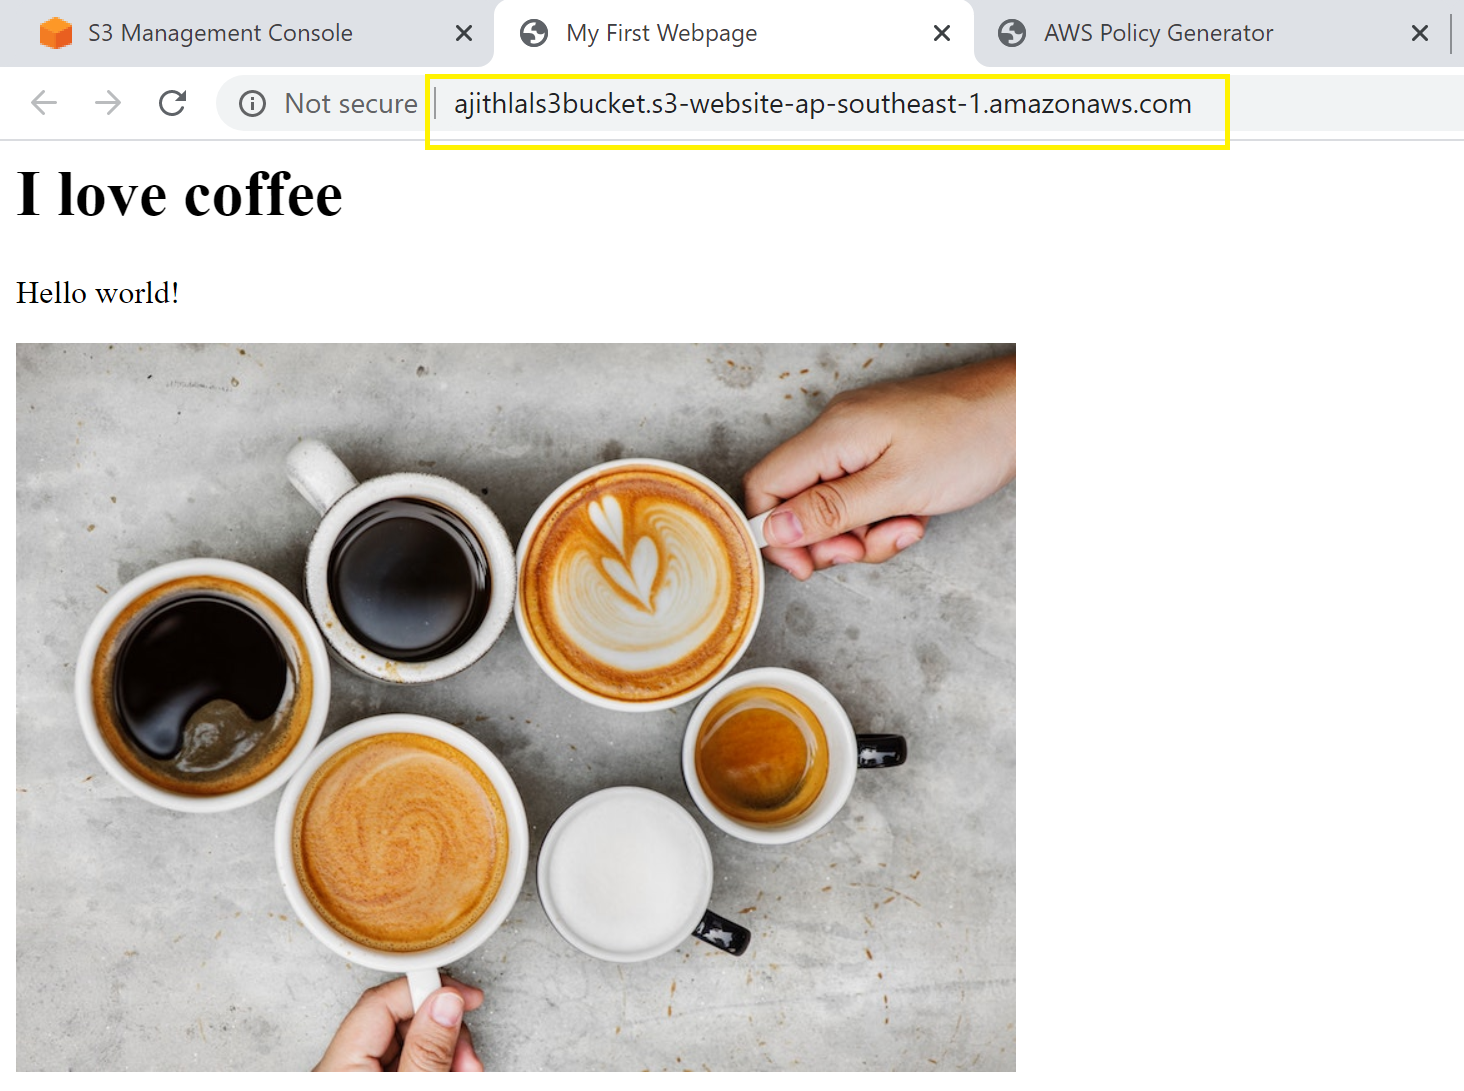 S3 Management Console
My First Webpage
AWS Policy Generator
Not secure
ajithlals3bucket.s3-website-ap-southeast-1.amazonaws.com
I love coffee
Hello world!